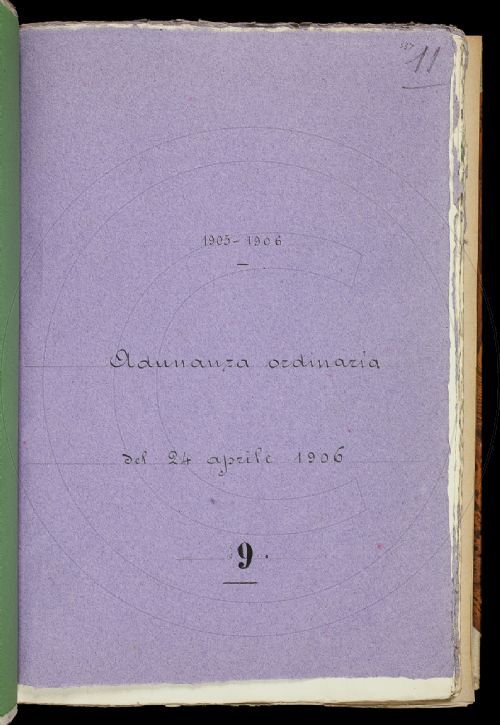 11
1905-1906
Adunanza ordinaria
del 24 aprile 1906
9.